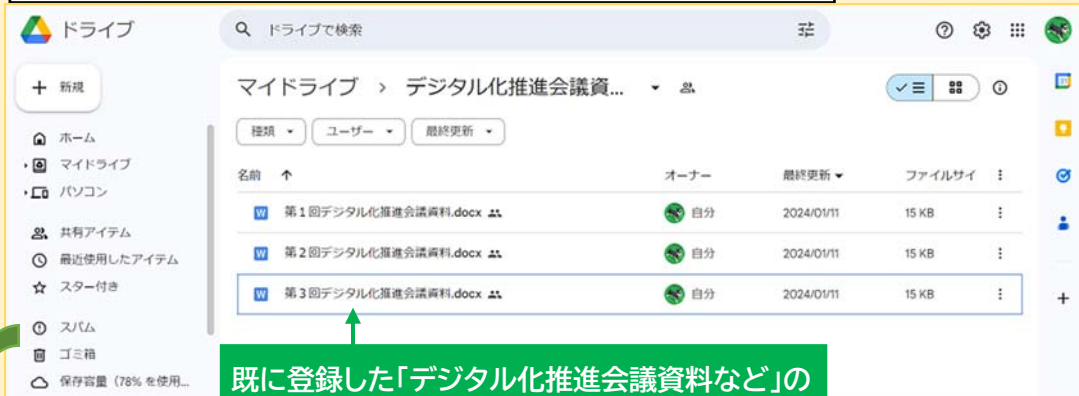 ドライブ
ドライブで検索
新規
マイドライブ › デジタル化推進会議資...
種類 ユーザー 最終更新
ホーム
マイドライブ
パソコン
共有アイテム
最近使用したアイテム
スター付き
スパム
ゴミ箱
保存容量（78% を使用...
名前 ↑ オーナー 最終更新 ファイルサイ
W 第１回デジタル化推進会議資料.docx 自分 2024/01/11 15 KB
W 第２回デジタル化推進会議資料.docx 自分 2024/01/11 15 KB
W 第３回デジタル化推進会議資料.docx 自分 2024/01/11 15 KB
既に登録した「デジタル化推進会議資料など」の